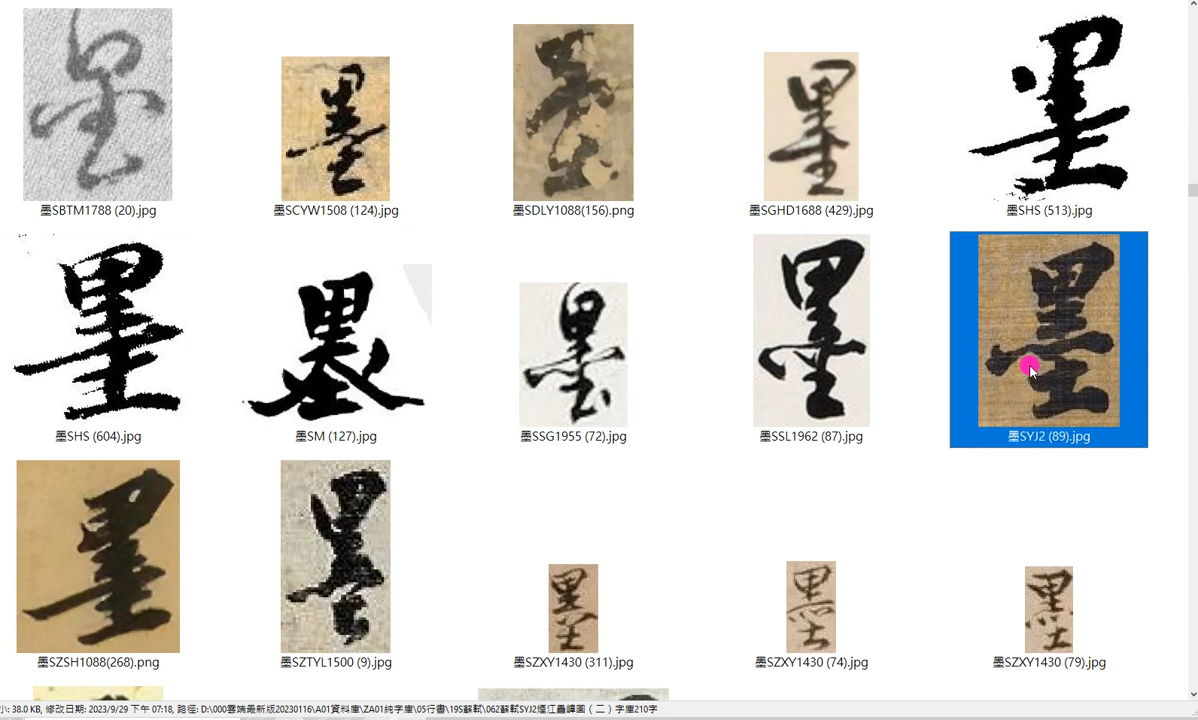 墨 墨 墨 墨 墨
墨SBTM1788 (20).jpg 墨SCYW1508 (124).jpg 墨SDLY1088(156).png 墨SGHD1688 (429).jpg 墨SHS (513).jpg
墨 墨 墨 墨 墨
墨SHS (604).jpg 墨SM (127).jpg 墨SSG1955 (72).jpg 墨SSL1962 (87).jpg 墨SYJ2 (89).jpg
墨 墨 墨 墨 墨
墨SZSH1088(268).png 墨SZTYL1500 (9).jpg 墨SZXY1430 (311).jpg 墨SZXY1430 (74).jpg 墨SZXY1430 (79).jpg
小: 38.0 KB, 修改日期: 2023/9/29 下午 07:18, 路徑: D:\000雲端最新版20230116\A01資料庫\ZA01純字庫\05行書\19S蘇軾\062蘇軾SYJ2煙江疊嶂圖（二）字庫210字